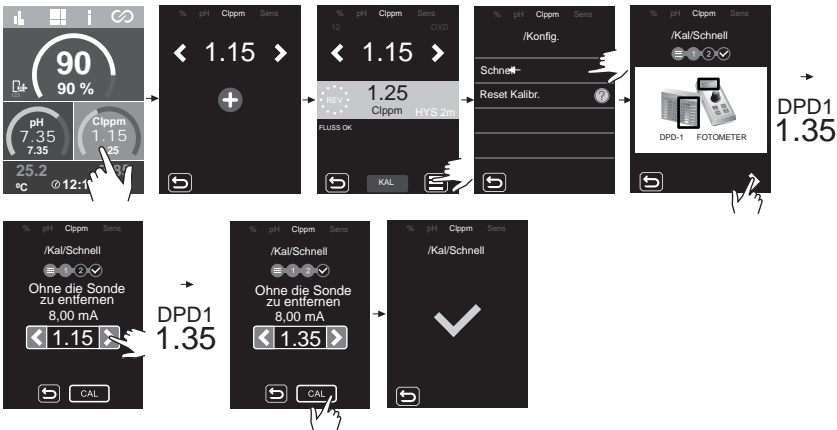 90
90 %
pH
7.35
7.35
Clppm
1.15
25
25.2
ºC
12:1
% pH Clppm Sens
1.15
% pH Clppm Sens
12 OXD
1.15
REV
1.25
Clppm
HYS 2m
FLUSS OK
KAL
% pH Clppm Sens
/Konfig.
Schne
Reset Kalibr. ?
% pH Clppm Sens
/Kal/Schnell
1 2
DPD-1 FOTOMETER
DPD1
1.35
% pH Clppm Sens
/Kal/Schnell
1 2
Ohne die Sonde
zu entfernen
8,00 mA
1.15
CAL
DPD1
1.35
% pH Clppm Sens
/Kal/Schnell
1 2
Ohne die Sonde
zu entfernen
8,00 mA
1.35
CAL
% pH Clppm Sens
/Kal/Schnell